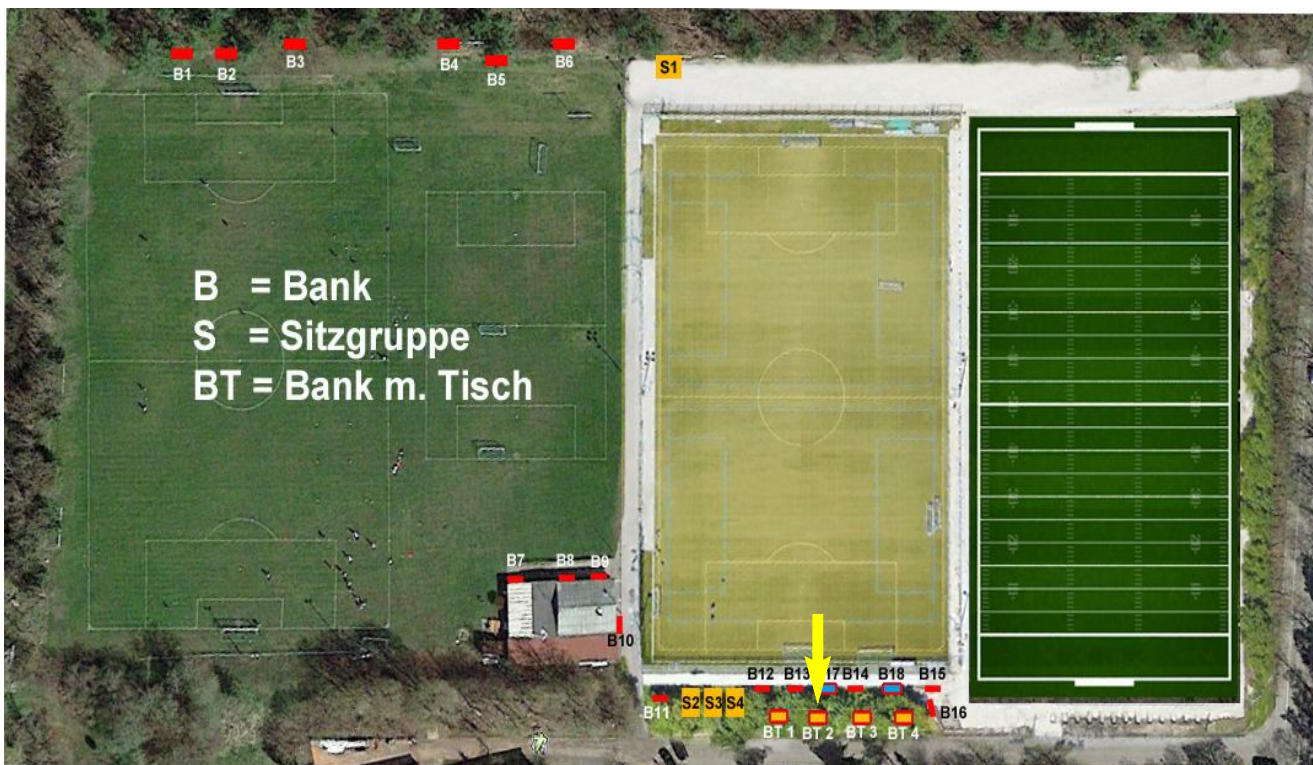 B1 B2 B3 B4 B5 B6 S1
B = Bank
S = Sitzgruppe
BT = Bank m. Tisch
B7 B8 B9
B10
B12 B13 17 B14 B18 B15
B11 S2 S3 S4 B16
BT 1 BT 2 BT 3 BT 4